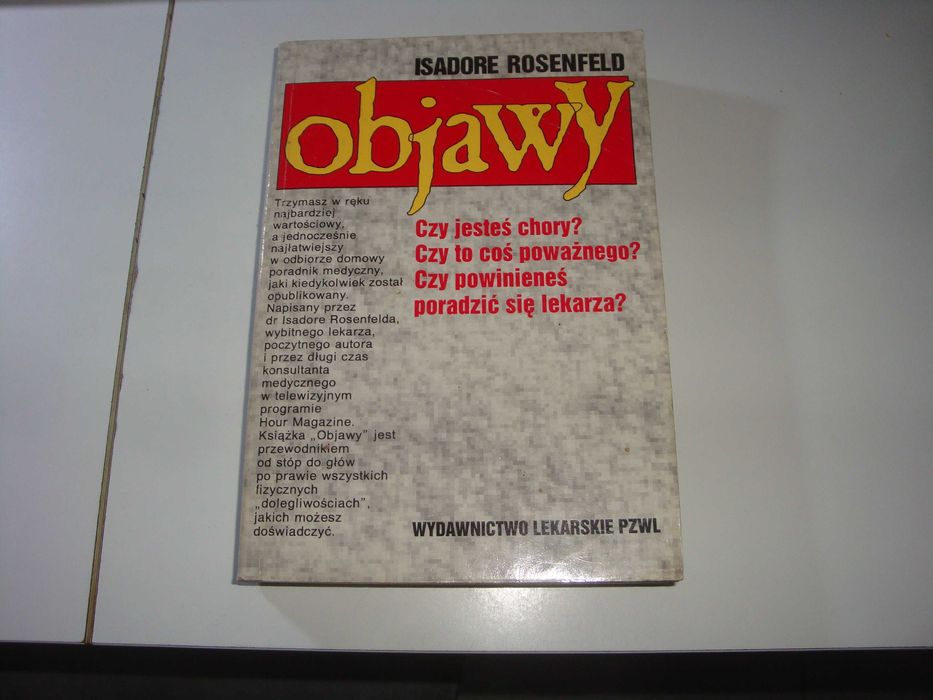 ISADORE ROSENFELD
objawy
Trzymasz w ręku
najbardziej
wartościowy,
a jednocześnie
najłatwiejszy
w odbiorze domowy
poradnik medyczny,
jaki kiedykolwiek został
opublikowany.
Napisany przez
dr Isadore Rosenfelda,
wybitnego lekarza,
poczytnego autora
i przez długi czas
konsultanta
medycznego
w telewizyjnym
programie
Hour Magazine.
Książka „Objawy" jest
przewodnikiem
od stóp do głów
po prawie wszystkich
fizycznych
„dolegliwościach",
jakich możesz
doświadczyć.
Czy jesteś chory?
Czy to coś poważnego?
Czy powinieneś
poradzić się lekarza?
WYDAWNICTWO LEKARSKIE PZWL